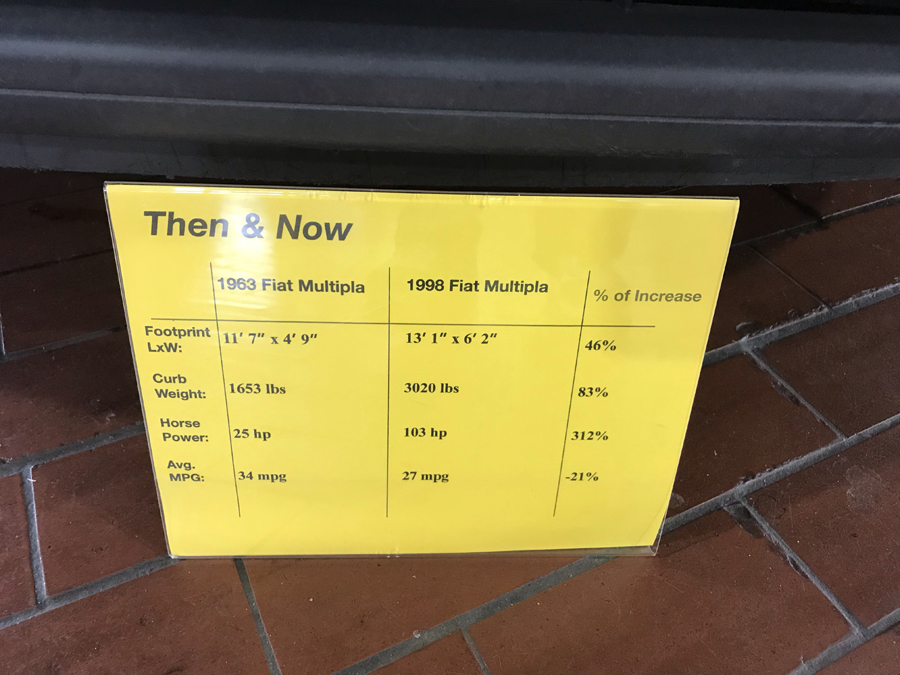 Then & Now
1963 Fiat Multipla 1998 Fiat Multipla % of Increase
Footprint
LxW: 11′ 7″ x 4′ 9″ 13′ 1″ x 6′ 2″ 46%
Curb
Weight: 1653 lbs 3020 lbs 83%
Horse
Power: 25 hp 103 hp 312%
Avg.
MPG: 34 mpg 27 mpg -21%